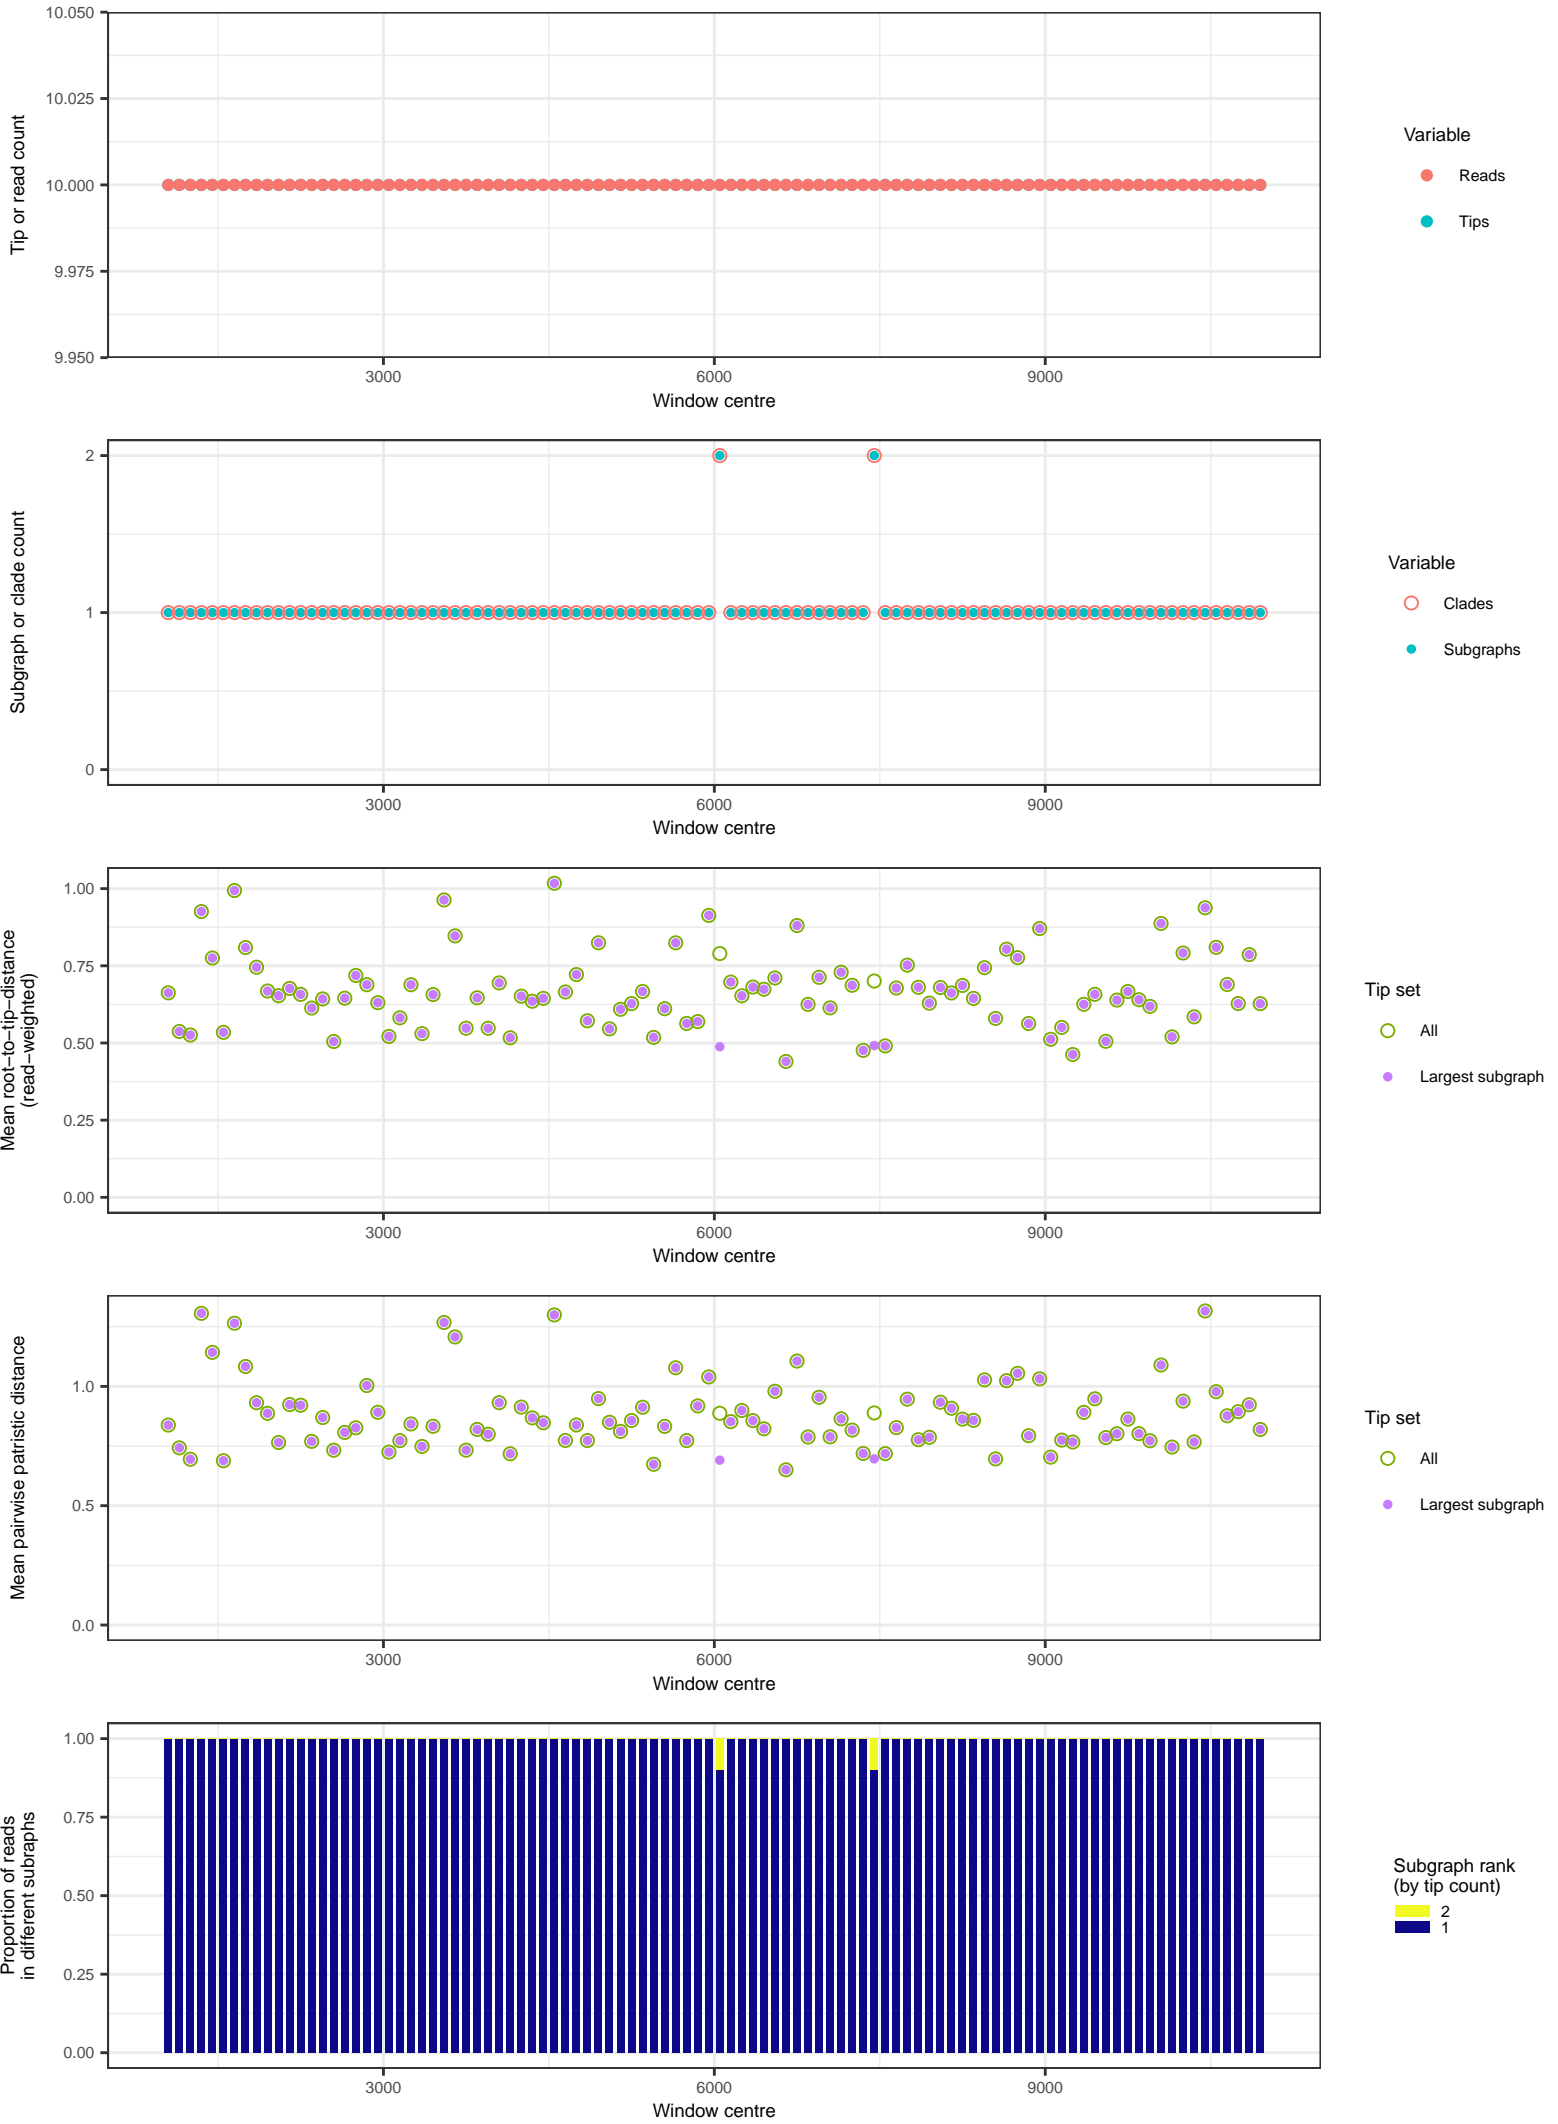 10.050
10.025
10.000
9.975
9.950
Tip or read count
3000
6000
9000
Window centre
Variable
Reads
Tips
2
1
0
Subgraph or clade count
3000
6000
9000
Window centre
Variable
Clades
Subgraphs
1.00
0.75
0.50
0.25
0.00
Mean root−to−tip−distance
(read−weighted)
3000
6000
9000
Window centre
Tip set
All
Largest subgraph
1.0
0.5
0.0
Mean pairwise patristic distance
3000
6000
9000
Window centre
Tip set
All
Largest subgraph
1.00
0.75
0.50
0.25
0.00
Proportion of reads
in different subraphs
3000
6000
9000
Window centre
Subgraph rank
(by tip count)
2
1